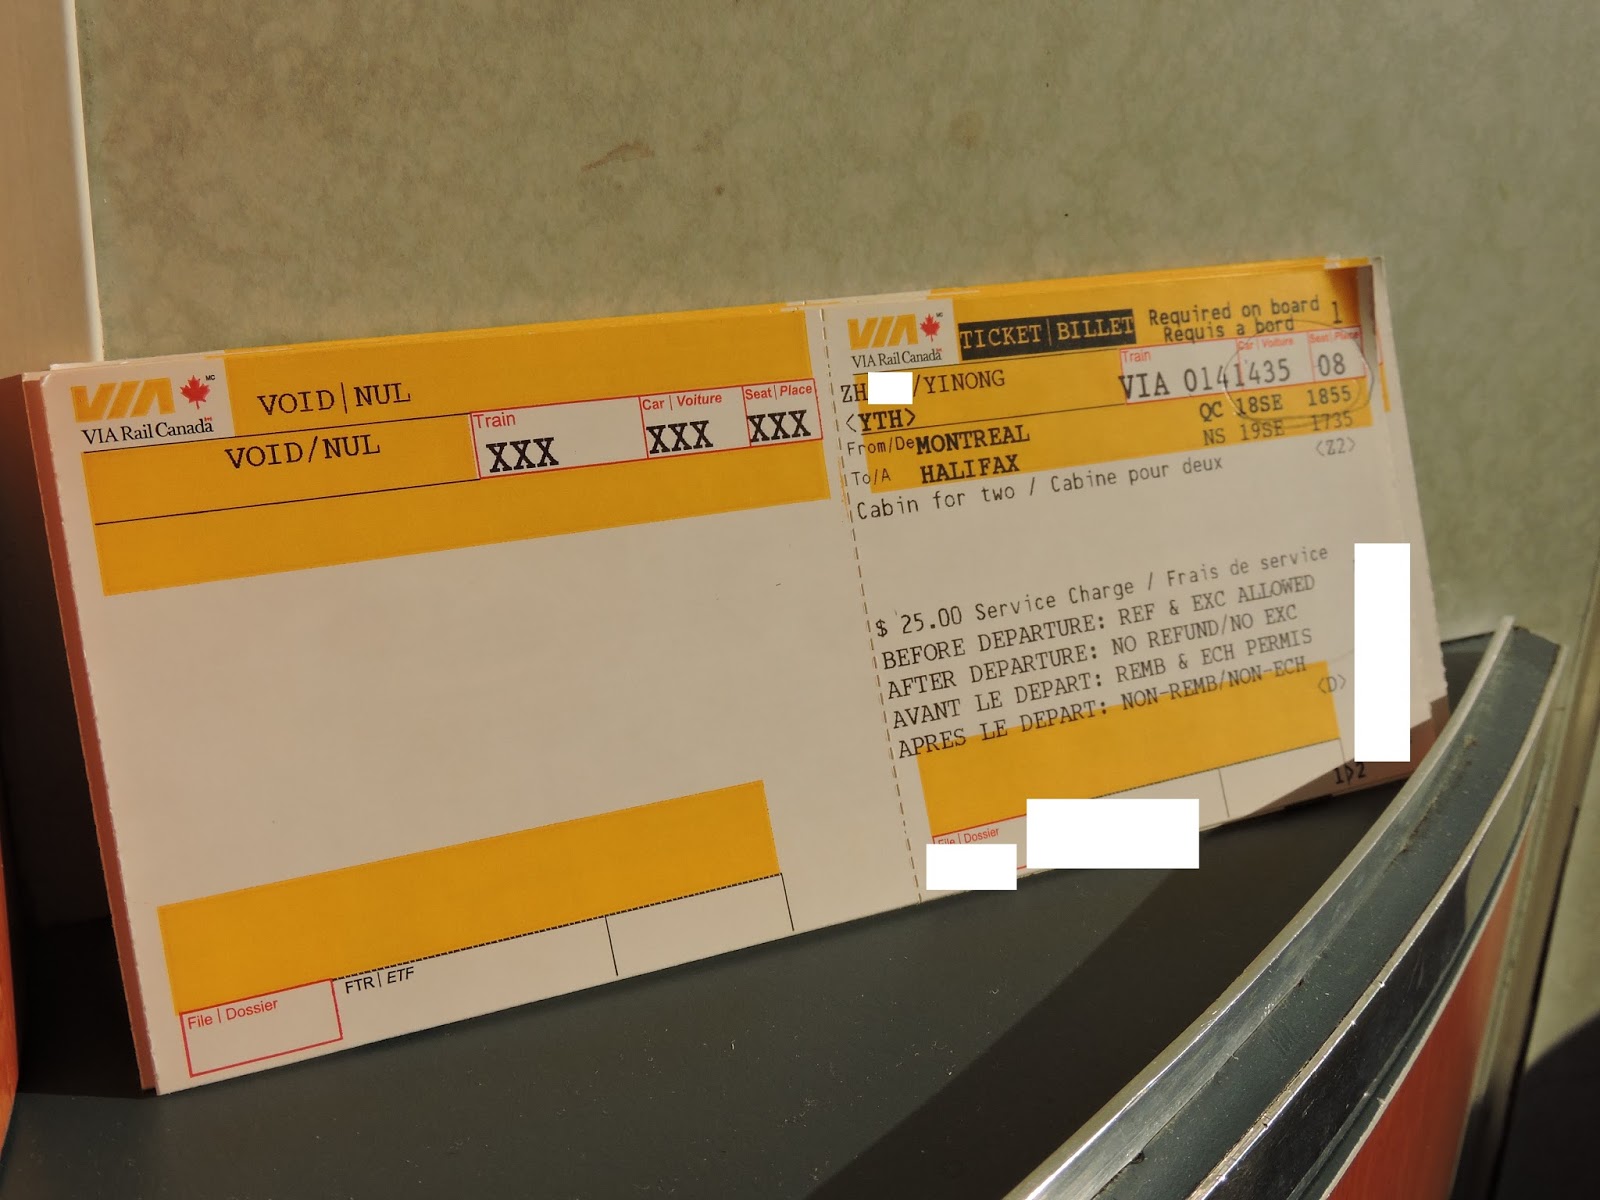 VIA
MC
VIA Rail Canada
VOID|NUL
VOID/NUL
Train
XXX
Car | Voiture
XXX
Seat | Place
XXX
FTR | ETF
File | Dossier
VIA
MC
VIA Rail Canada
TICKET|BILLET
Required on board 1
Requis a bord
Train
Car | Voiture
Seat | Place
ZH /YINONG
VIA 0141435 08
<YTH>
QC 18SE 1855
From/De MONTREAL
NS 19SE 1735
To/A HALIFAX
<Z2>
Cabin for two / Cabine pour deux
$ 25.00 Service Charge / Frais de service
BEFORE DEPARTURE: REF & EXC ALLOWED
AFTER DEPARTURE: NO REFUND/NO EXC
AVANT LE DEPART: REMB & ECH PERMIS
APRES LE DEPART: NON-REMB/NON-ECH
<D>
File | Dossier